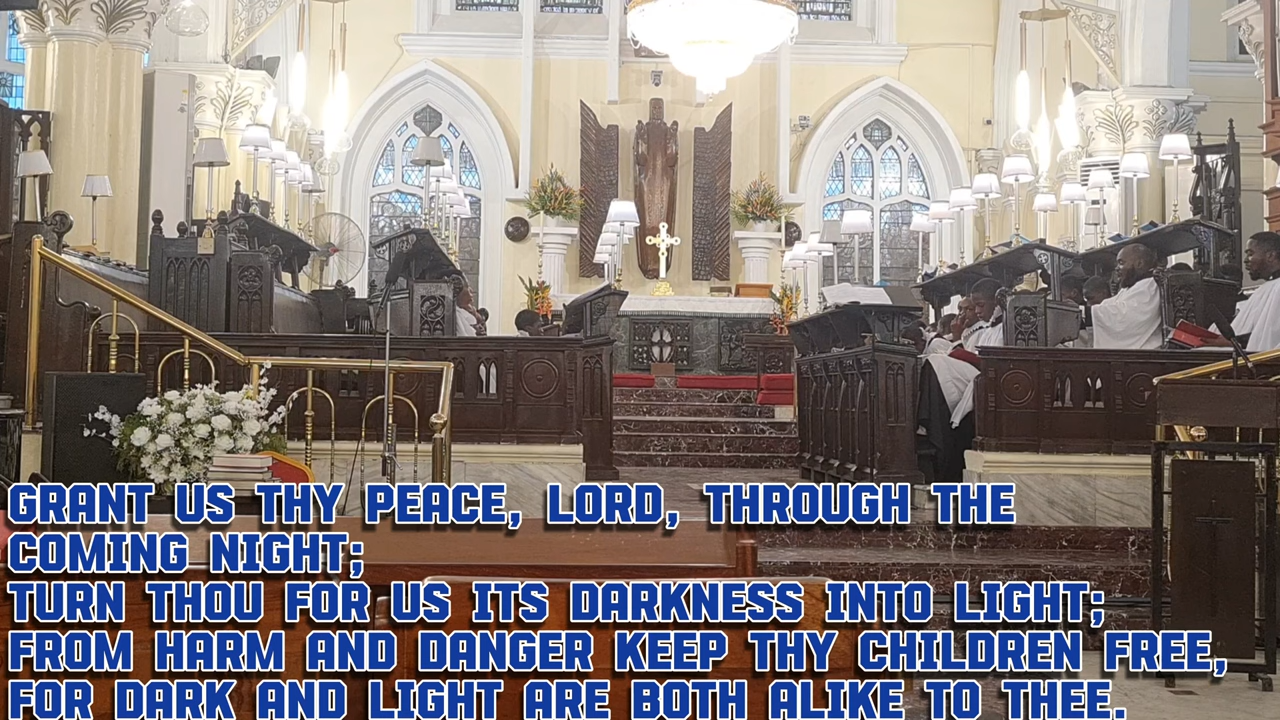 GRANT US THY PEACE, LORD, THROUGH THE
COMING NIGHT;
TURN THOU FOR US ITS DARKNESS INTO LIGHT;
FROM HARM AND DANGER KEEP THY CHILDREN FREE,
FOR DARK AND LIGHT ARE BOTH ALIKE TO THEE.